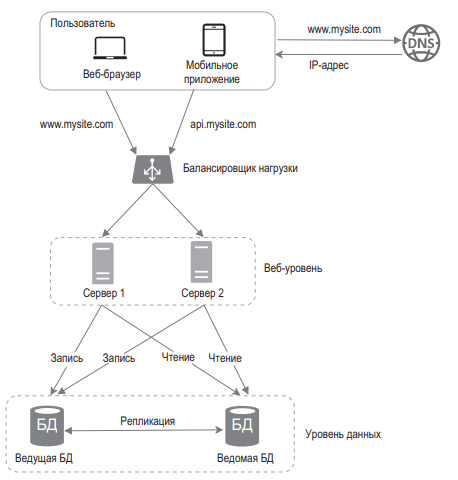 Пользователь
www.mysite.com
DNS
IP-адрес
Веб-браузер
Мобильное
приложение
www.mysite.com
api.mysite.com
Балансировщик нагрузки
Сервер 1
Сервер 2
Веб-уровень
Запись
Запись
Чтение
Чтение
Репликация
БД
БД
Ведущая БД
Ведомая БД
Уровень данных